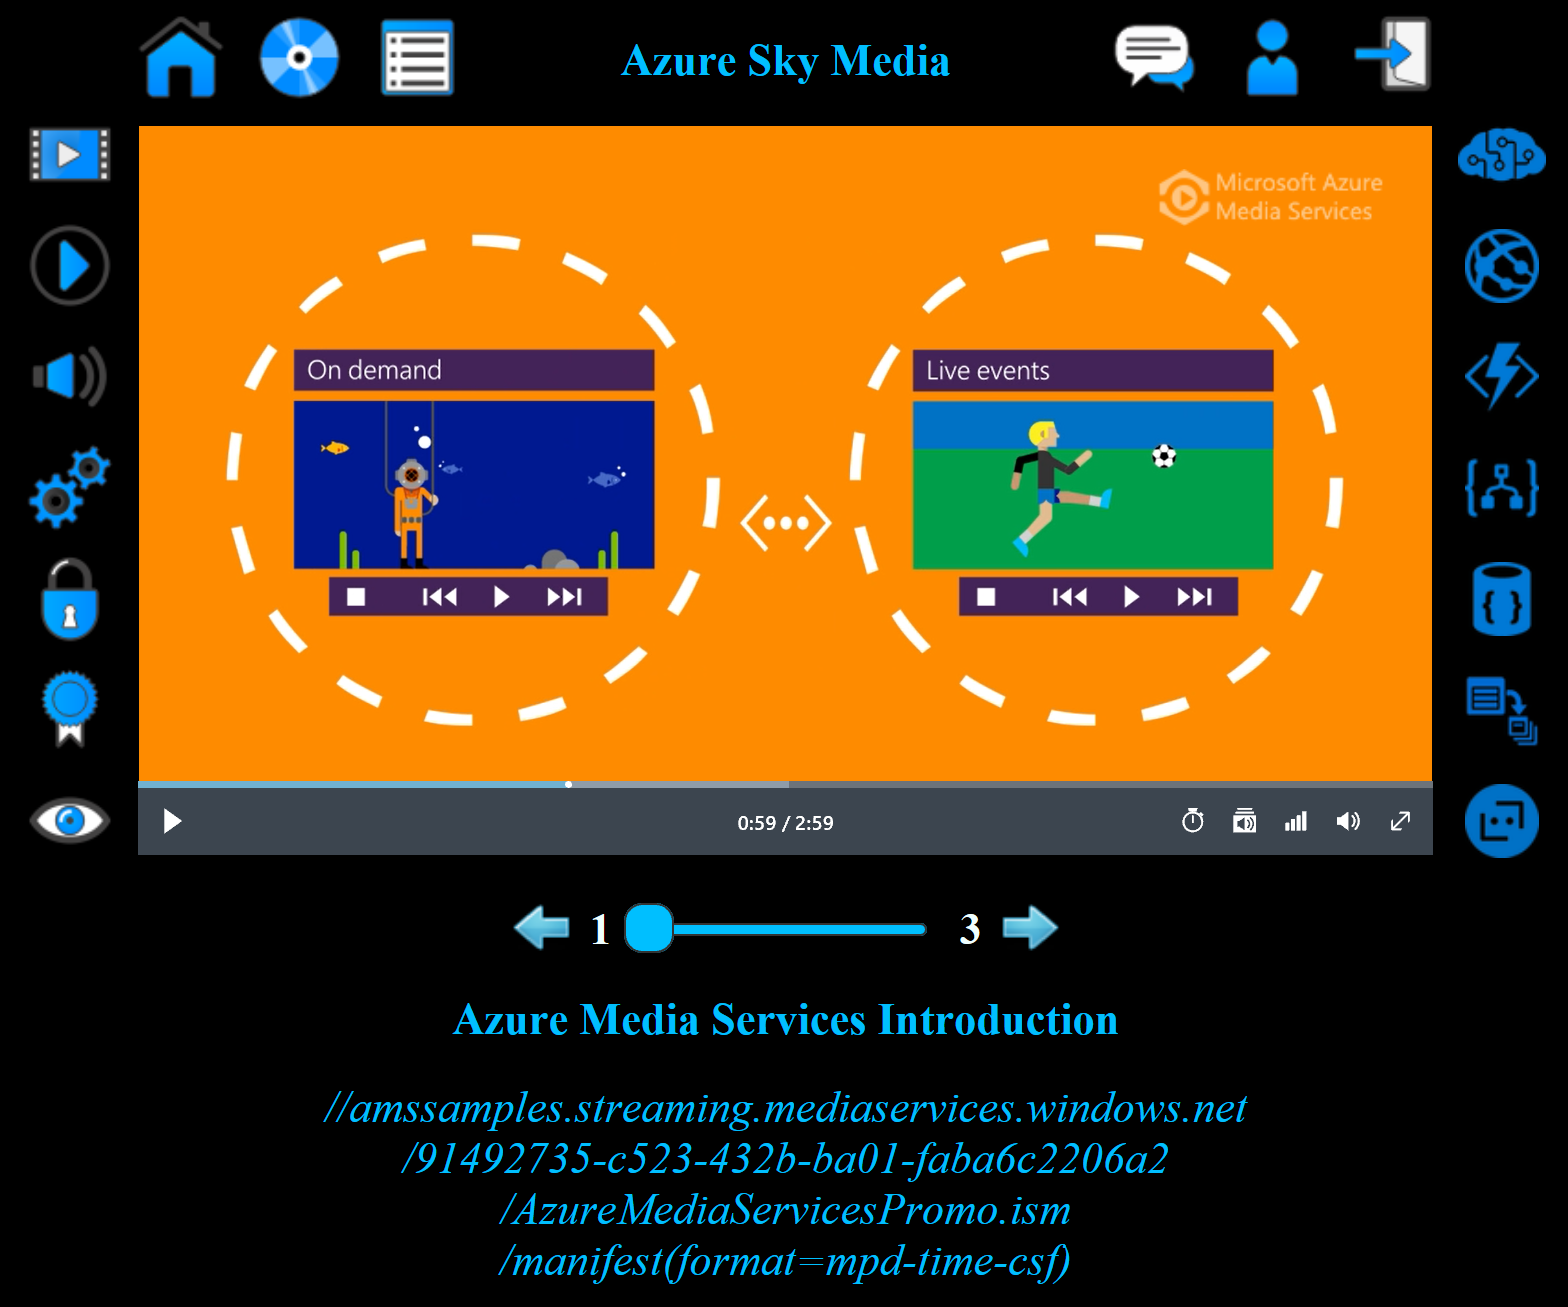 Azure Sky Media
Microsoft Azure
Media Services
On demand
Live events
0:59 / 2:59
1
3
Azure Media Services Introduction
//amssamples.streaming.mediaservices.windows.net
/91492735-c523-432b-ba01-faba6c2206a2
/AzureMediaServicesPromo.ism
/manifest(format=mpd-time-csf)